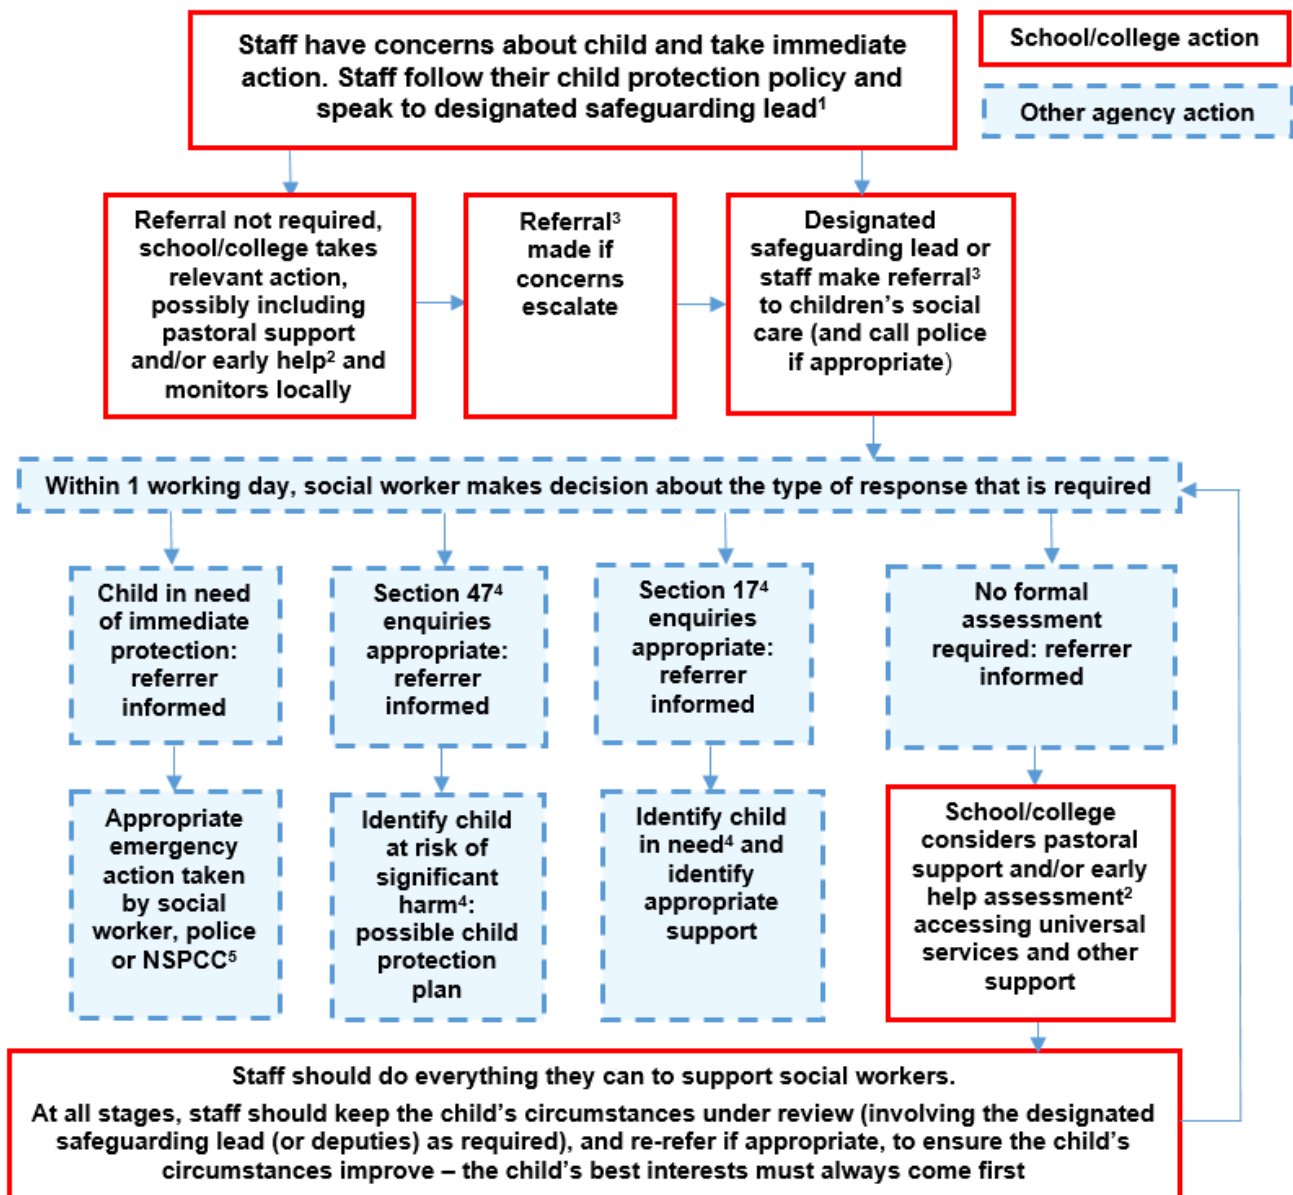 Staff have concerns about child and take immediate
action. Staff follow their child protection policy and
speak to designated safeguarding lead¹
School/college action
Other agency action
Referral not required,
school/college takes
relevant action,
possibly including
pastoral support
and/or early help² and
monitors locally
Referral³
made if
concerns
escalate
Designated
safeguarding lead or
staff make referral³
to children’s social
care (and call police
if appropriate)
Within 1 working day, social worker makes decision about the type of response that is required
Child in need
of immediate
protection:
referrer
informed
Section 47⁴
enquiries
appropriate:
referrer
informed
Section 17⁴
enquiries
appropriate:
referrer
informed
No formal
assessment
required: referrer
informed
Appropriate
emergency
action taken
by social
worker, police
or NSPCC⁵
Identify child
at risk of
significant
harm⁴:
possible child
protection
plan
Identify child
in need⁴ and
identify
appropriate
support
School/college
considers pastoral
support and/or early
help assessment²
accessing universal
services and other
support
Staff should do everything they can to support social workers.
At all stages, staff should keep the child’s circumstances under review (involving the designated
safeguarding lead (or deputies) as required), and re-refer if appropriate, to ensure the child’s
circumstances improve – the child’s best interests must always come first